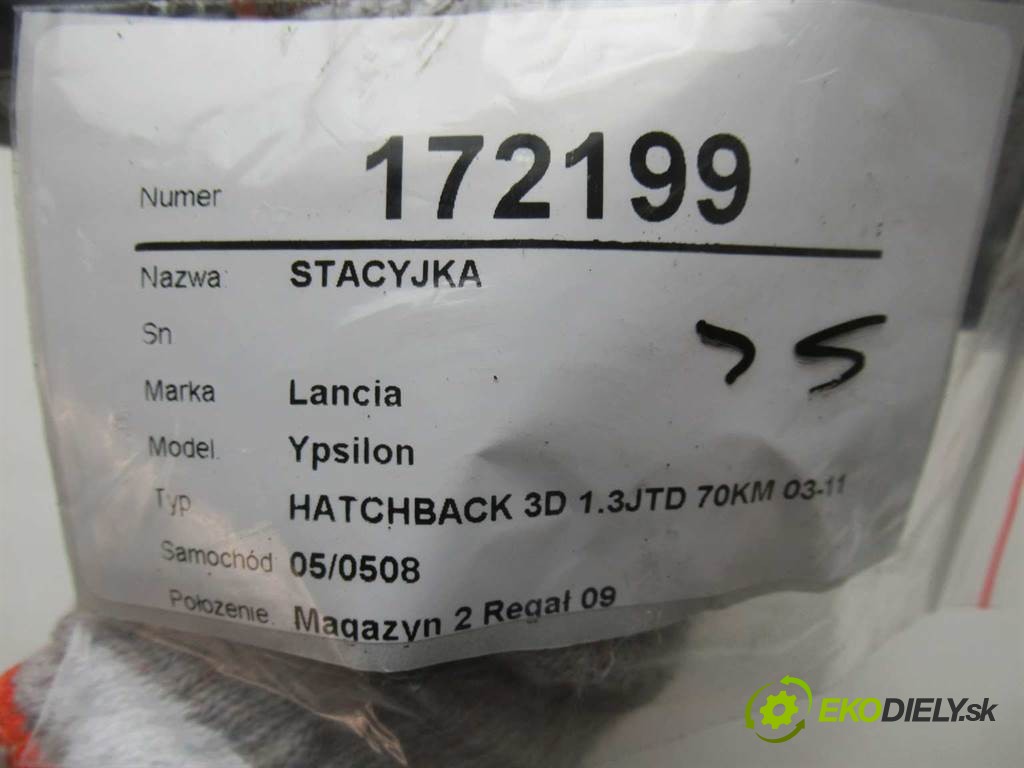 Numer 172199
Nazwa: STACYJKA
Sn
Marka Lancia
Model: Ypsilon
Typ HATCHBACK 3D 1.3JTD 70KM 03-11
Samochód 05/0508
Położenie: Magazyn 2 Regał 09
EKODIELY.sk